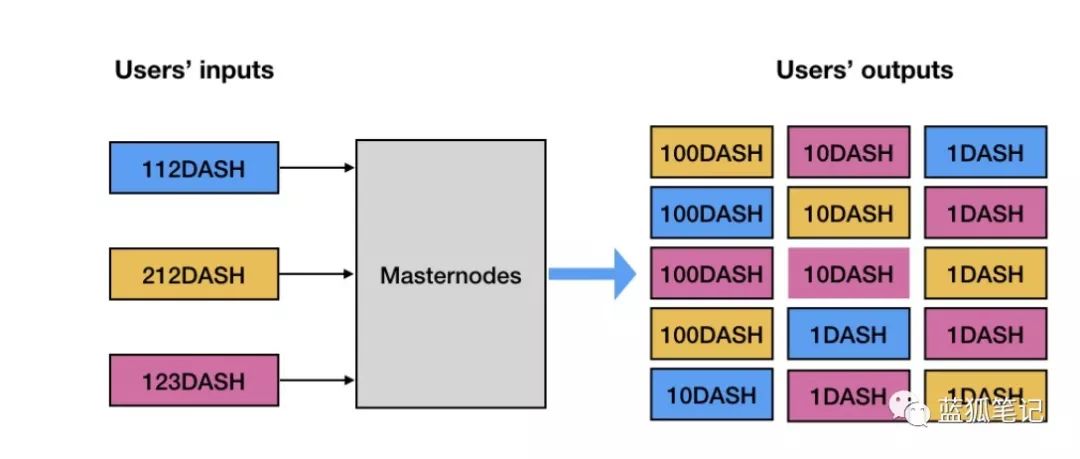 Users’ inputs
Users’ outputs
112DASH
212DASH
123DASH
Masternodes
100DASH 10DASH 1DASH
100DASH 10DASH 1DASH
100DASH 10DASH 1DASH
100DASH 1DASH 1DASH
10DASH 1DASH 1DASH
蓝狐笔记